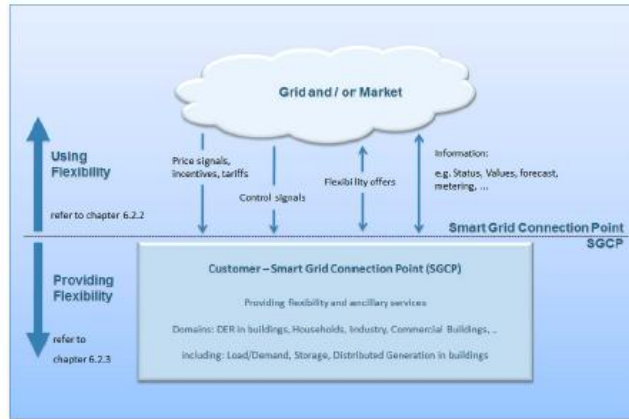 Grid and / or Market
Using
Flexibility
refer to chapter 6.2.2
Price signals,
incentives, tariffs
Control signals
Flexibility offers
Information:
e.g. Status, Values, forecast,
metering, ...
Smart Grid Connection Point
SGCP
Providing
Flexibility
refer to
chapter 6.2.3
Customer – Smart Grid Connection Point (SGCP)
Providing flexibility and ancillary services
Domains: DER in buildings, Households, Industry, Commercial Buildings, ..
including: Load/Demand, Storage, Distributed Generation in buildings